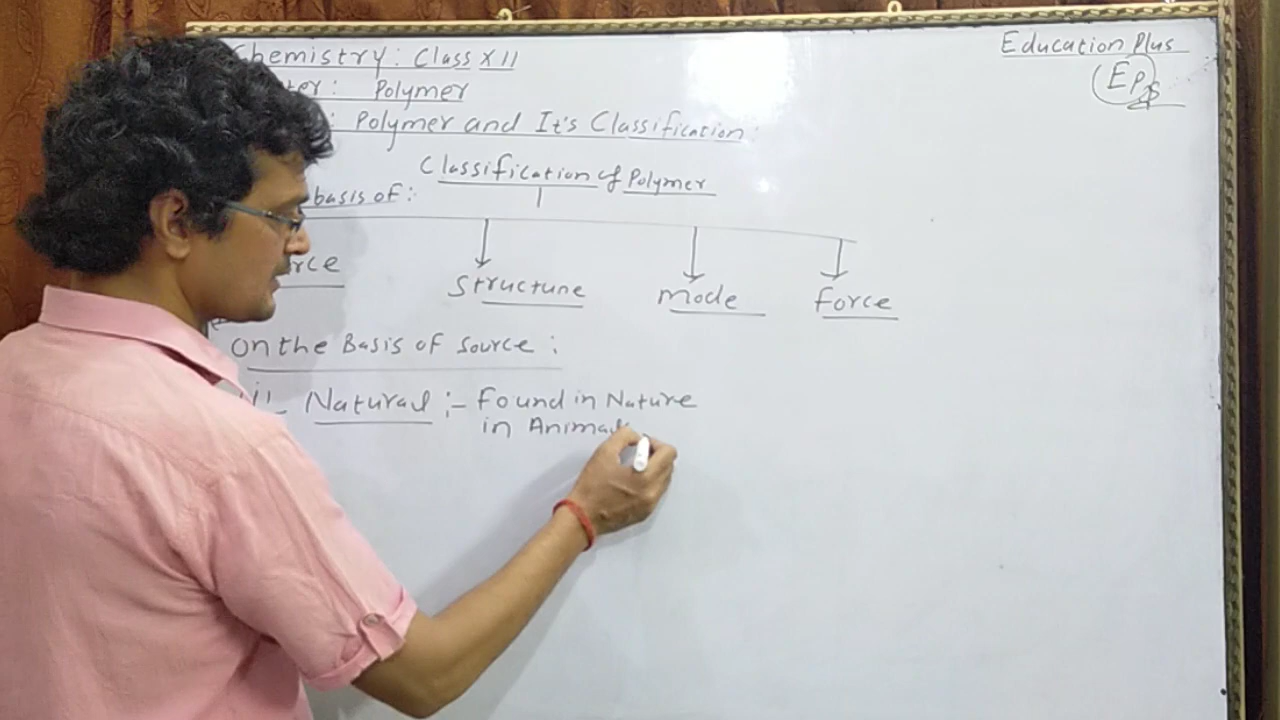 Chemistry: Class XII
Education Plus
EP
: Polymer
: Polymer and It's Classification:
Classification of Polymer
basis of:
Structure
Mode
Force
on the Basis of Source:
Natural :- Found in Nature
in Animal